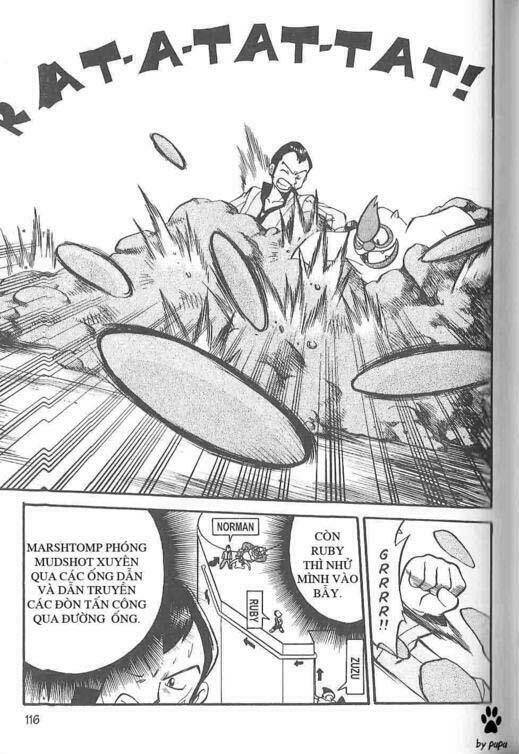 RAT-A-TAT-TAT!
GRRRRR!!
CÒN
RUBY
THÌ NHỬ
MÌNH VÀO
BẪY.
NORMAN
RUBY
ZUZU
MARSHTOMP PHÓNG
MUDSHOT XUYÊN
QUA CÁC ỐNG DẪN
VÀ DẪN TRUYỀN
CÁC ĐÒN TẤN CÔNG
QUA ĐƯỜNG ỐNG.
116
by papa